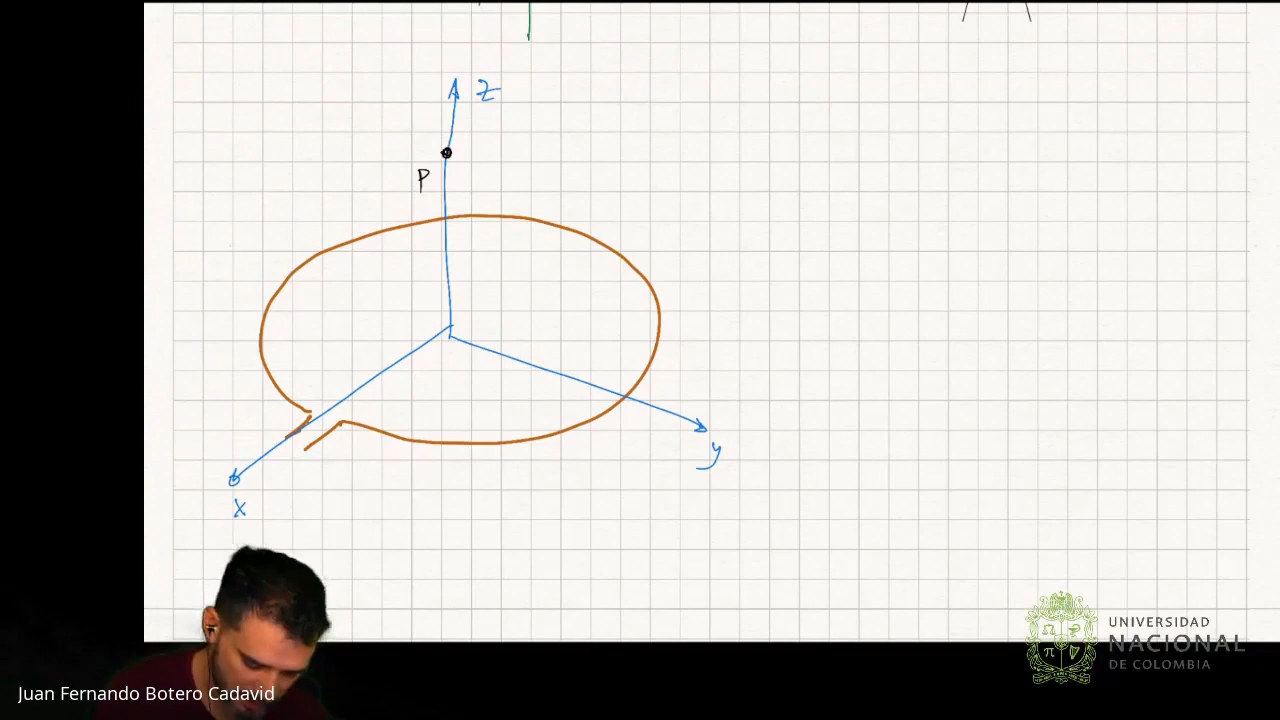 Z
P
y
x
UNIVERSIDAD
NACIONAL
DE COLOMBIA
Juan Fernando Botero Cadavid